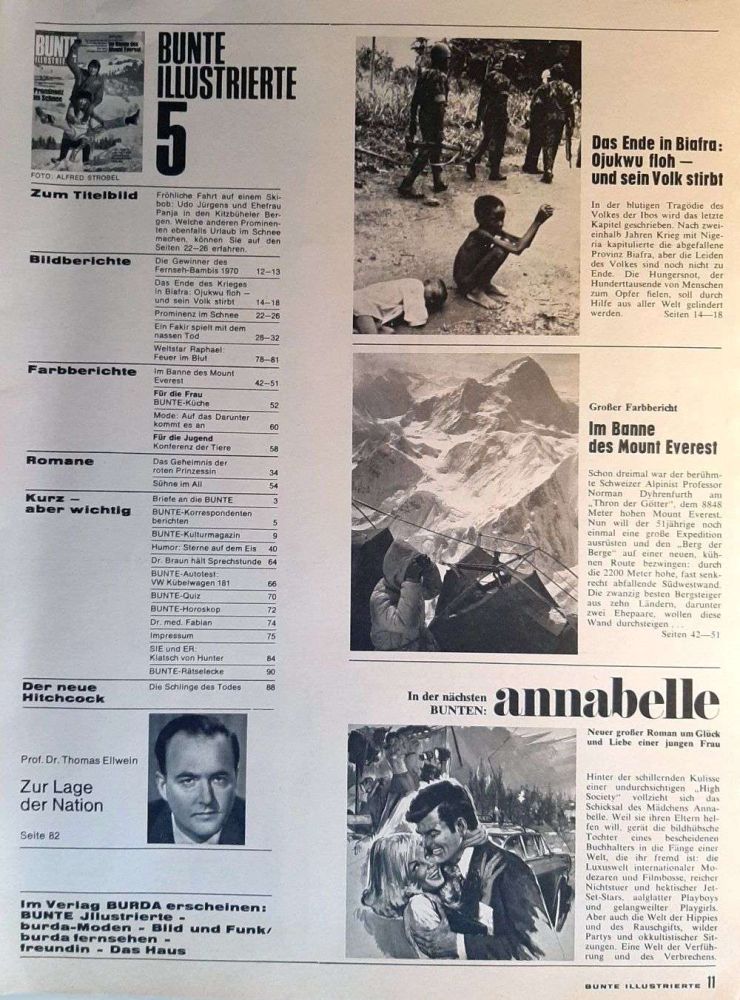 BUNTE
ILLUSTRIERTE
5
BUNTE
ILLUSTRIERTE
Im Banne des
Mount Everest
Prominenz
im Schnee
FOTO: ALFRED STROBEL
Zum Titelbild
Fröhliche Fahrt auf einem Ski-
bob: Udo Jürgens und Ehefrau
Panja in den Kitzbüheler Ber-
gen. Welche anderen Prominen-
ten ebenfalls Urlaub im Schnee
machen, können Sie auf den
Seiten 22–26 erfahren.
Bildberichte
Die Gewinner des
Fernseh-Bambis 1970 12–13
Das Ende des Krieges
in Biafra: Ojukwu floh –
und sein Volk stirbt 14–18
Prominenz im Schnee 22–26
Ein Fakir spielt mit dem
nassen Tod 28–32
Weltstar Raphael:
Feuer im Blut 78–81
Farbberichte
Im Banne des Mount
Everest 42–51
Für die Frau
BUNTE-Küche 52
Mode: Auf das Darunter
kommt es an 60
Für die Jugend
Konferenz der Tiere 58
Romane
Das Geheimnis der
roten Prinzessin 34
Sühne im All 54
Kurz –
aber wichtig
Briefe an die BUNTE 3
BUNTE-Korrespondenten
berichten 5
BUNTE-Kulturmagazin 9
Humor: Sterne auf dem Eis 40
Dr. Braun hält Sprechstunde 64
BUNTE-Autotest:
VW Kübelwagen 181 66
BUNTE-Quiz 70
BUNTE-Horoskop 72
Dr. med. Fabian 74
Impressum 75
SIE und ER:
Klatsch von Hunter 84
BUNTE-Rätselecke 90
Der neue
Hitchcock
Die Schlinge des Todes 88
Prof. Dr. Thomas Ellwein
Zur Lage
der Nation
Seite 82
Im Verlag BURDA erscheinen:
BUNTE Jllustrierte -
burda-Moden - Bild und Funk/
burda fernsehen -
freundin - Das Haus
Das Ende in Biafra:
Ojukwu floh –
und sein Volk stirbt
In der blutigen Tragödie des
Volkes der Ibos wird das letzte
Kapitel geschrieben. Nach zwei-
einhalb Jahren Krieg mit Nige-
ria kapitulierte die abgefallene
Provinz Biafra, aber die Leiden
des Volkes sind noch nicht zu
Ende. Die Hungersnot, der
Hunderttausende von Menschen
zum Opfer fielen, soll durch
Hilfe aus aller Welt gelindert
werden. Seiten 14–18
Großer Farbbericht
Im Banne
des Mount Everest
Schon dreimal war der berühm-
te Schweizer Alpinist Professor
Norman Dyhrenfurth am
„Thron der Götter“, dem 8848
Meter hohen Mount Everest.
Nun will der 51jährige noch
einmal eine große Expedition
ausrüsten und den „Berg der
Berge“ auf einer neuen, küh-
nen Route bezwingen: durch
die 2200 Meter hohe, fast senk-
recht abfallende Südwestwand.
Die zwanzig besten Bergsteiger
aus zehn Ländern, darunter
zwei Ehepaare, wollen diese
Wand durchsteigen . . .
Seiten 42–51
In der nächsten
BUNTEN:
annabelle
Neuer großer Roman um Glück
und Liebe einer jungen Frau
Hinter der schillernden Kulisse
einer undurchsichtigen „High
Society“ vollzieht sich das
Schicksal des Mädchens Anna-
belle. Weil sie ihren Eltern hel-
fen will, gerät die bildhübsche
Tochter eines bescheidenen
Buchhalters in die Fänge einer
Welt, die ihr fremd ist: die
Luxuswelt internationaler Mo-
dezaren und Filmbosse, reicher
Nichtstuer und hektischer Jet-
Set-Stars, aalglatter Playboys
und gelangweilter Playgirls.
Aber auch die Welt der Hippies
und des Rauschgifts, wilder
Partys und okkultistischer Sit-
zungen. Eine Welt der Verfüh-
rung und des Verbrechens.
BUNTE ILLUSTRIERTE 11